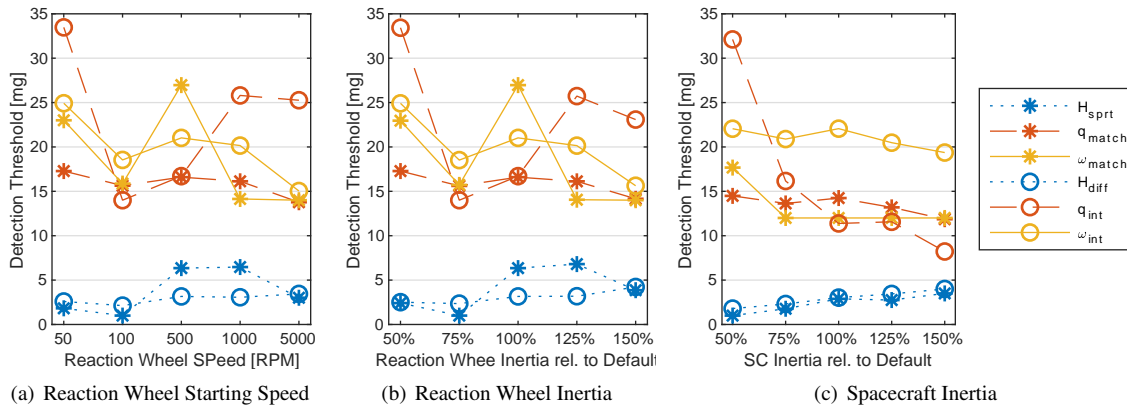 35
30
25
20
15
10
5
0
Detection Threshold [mg]
50 100 500 1000 5000
Reaction Wheel SPeed [RPM]
(a) Reaction Wheel Starting Speed
35
30
25
20
15
10
5
0
Detection Threshold [mg]
50% 75% 100% 125% 150%
Reaction Whee Inertia rel. to Default
(b) Reaction Wheel Inertia
35
30
25
20
15
10
5
0
Detection Threshold [mg]
50% 75% 100% 125% 150%
SC Inertia rel. to Default
(c) Spacecraft Inertia
H_sprt
q_match
ω_match
H_diff
q_int
ω_int